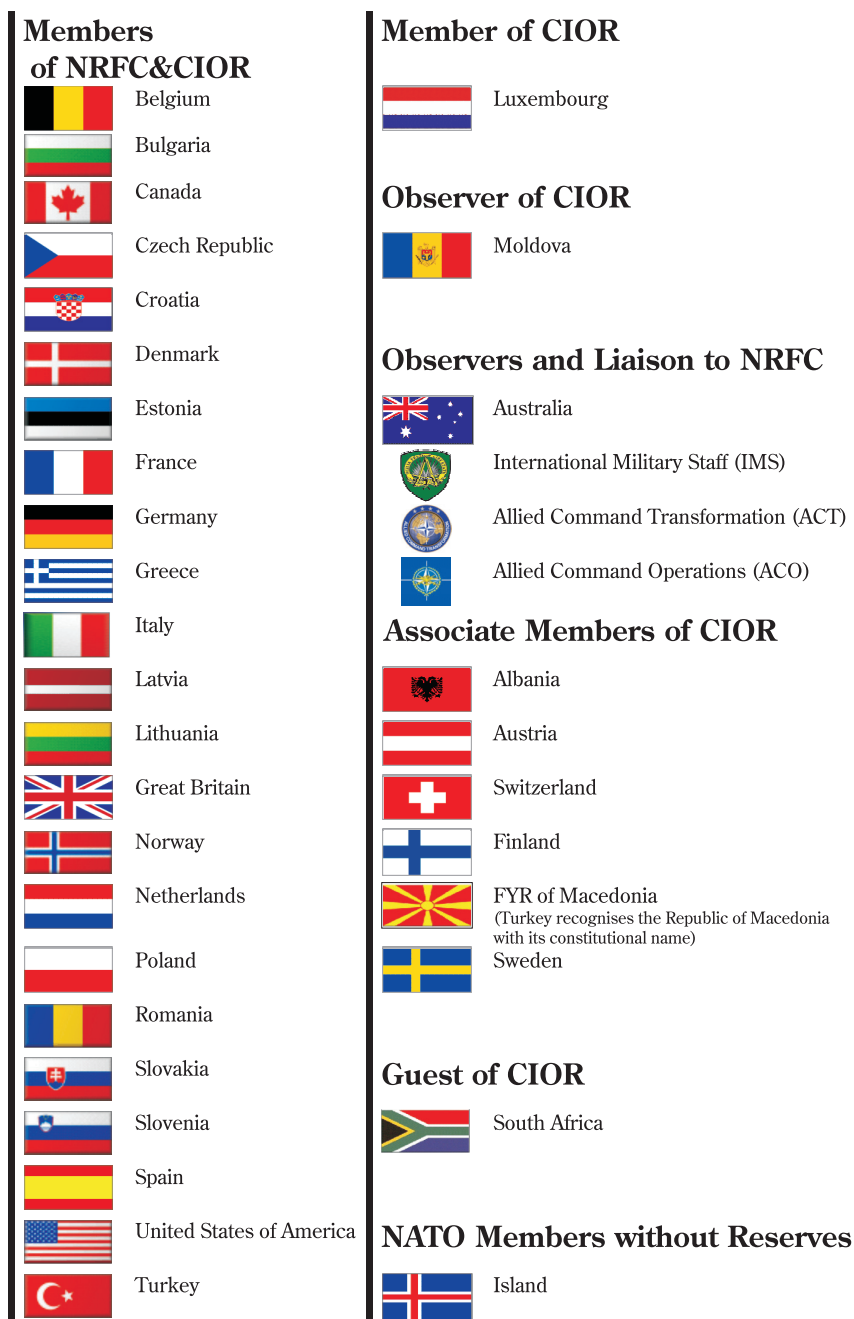 Members
of NRFC&CIOR
Belgium
Bulgaria
Canada
Czech Republic
Croatia
Denmark
Estonia
France
Germany
Greece
Italy
Latvia
Lithuania
Great Britain
Norway
Netherlands
Poland
Romania
Slovakia
Slovenia
Spain
United States of America
Turkey
Member of CIOR
Luxembourg
Observer of CIOR
Moldova
Observers and Liaison to NRFC
Australia
International Military Staff (IMS)
Allied Command Transformation (ACT)
Allied Command Operations (ACO)
Associate Members of CIOR
Albania
Austria
Switzerland
Finland
FYR of Macedonia
(Turkey recognises the Republic of Macedonia
with its constitutional name)
Sweden
Guest of CIOR
South Africa
NATO Members without Reserves
Island